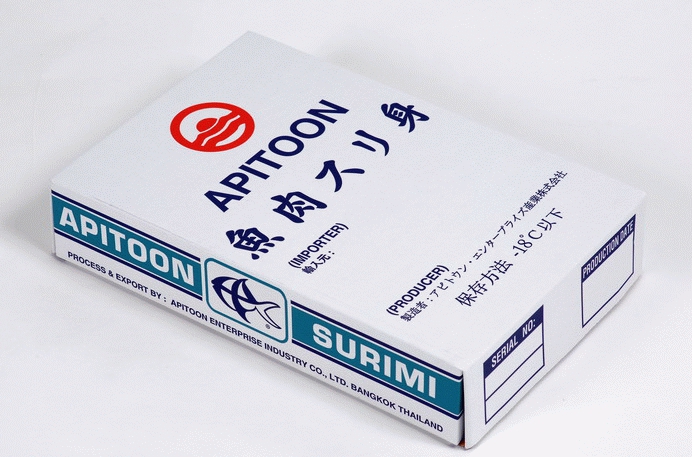 APITOON
魚肉スリ身
(IMPORTER)
輸入元:
(PRODUCER)
製造者:アピトゥン・エンタープライズ産業株式会社
保存方法 -18°C以下
APITOON
SURIMI
PROCESS & EXPORT BY : APITOON ENTERPRISE INDUSTRY CO., LTD. BANGKOK THAILAND
SERIAL NO:
PRODUCTION DATE